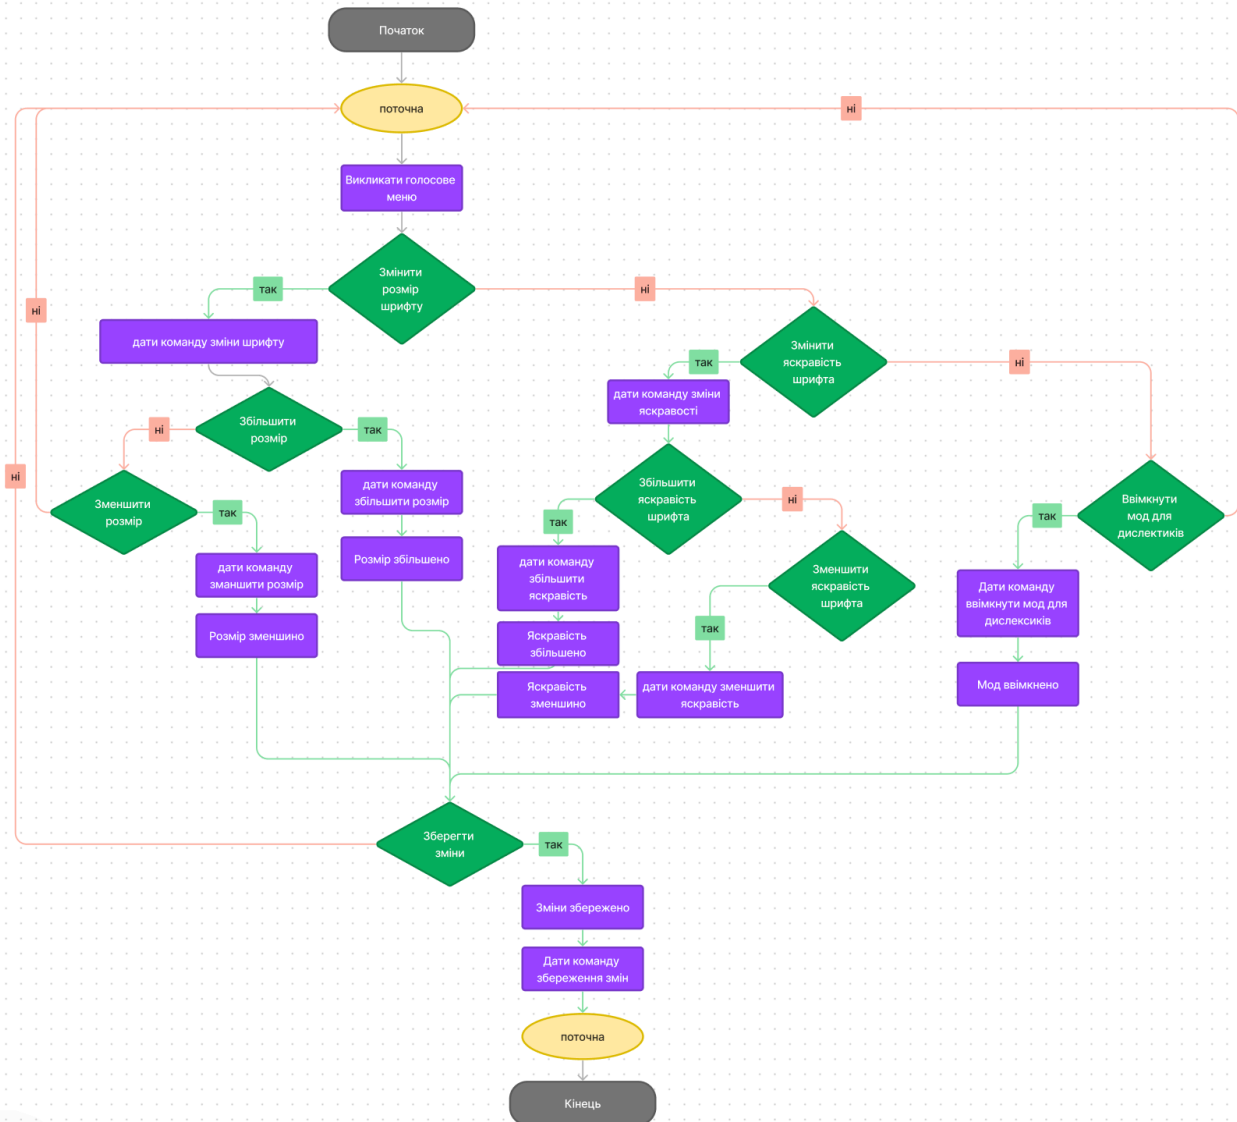 Початок
поточна
ні
Викликати голосове
меню
Змінити
розмір
шрифту
так
ні
ні
дати команду зміни шрифту
Змінити
яскравість
шрифта
так
ні
дати команду зміни
яскравості
Збільшити
розмір
ні
так
ні
Зменшити
розмір
так
дати команду
збільшити розмір
Збільшити
яскравість
шрифта
ні
так
Ввімкнути
мод для
дислектиків
так
Розмір збільшено
дати команду
зманшити розмір
дати команду
збільшити
яскравість
Зменшити
яскравість
шрифта
Дати команду
ввімкнути мод для
дислексиків
Розмір зменшино
Яскравість
збільшено
так
Яскравість
зменшино
дати команду зменшити
яскравість
Мод ввімкнено
Зберегти
зміни
так
Зміни збережено
Дати команду
збереження змін
поточна
Кінець